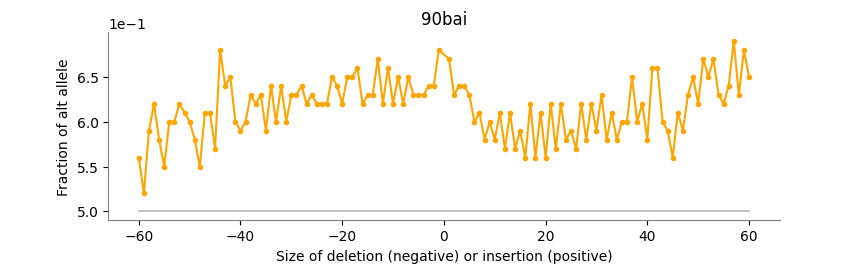 90bai
1e−1
Fraction of alt allele
6.5
6.0
5.5
5.0
−60 −40 −20 0 20 40 60
Size of deletion (negative) or insertion (positive)